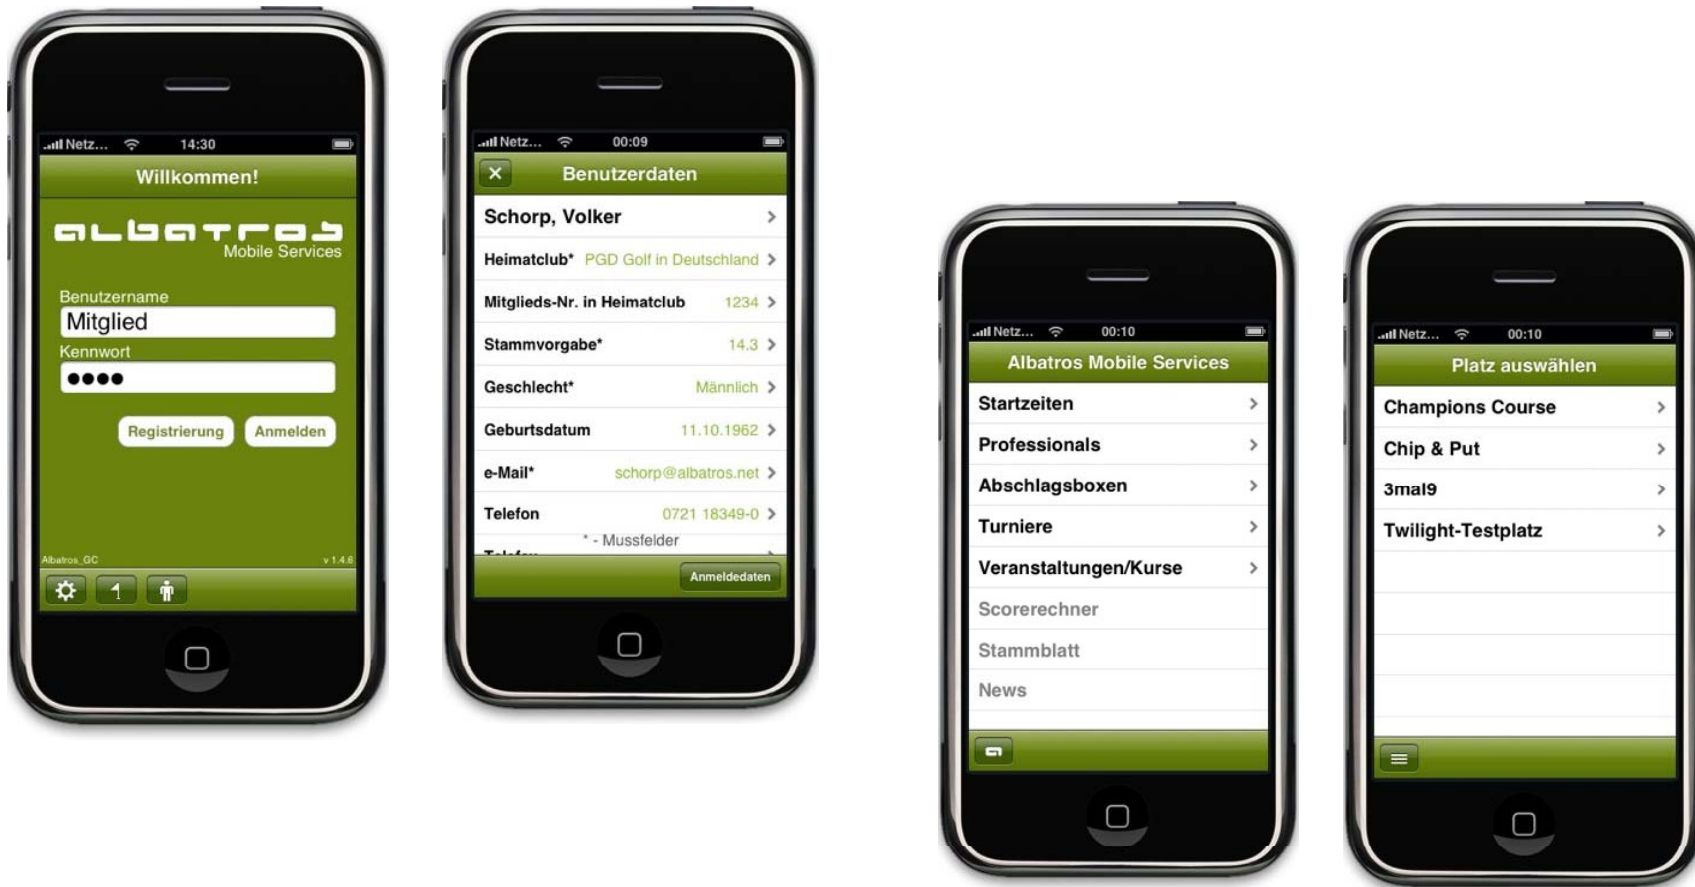 Netz... 14:30
Willkommen!
albatros
Mobile Services
Benutzername
Mitglied
Kennwort
●●●●
Registrierung Anmelden
Albatros_GC v 1.4.6
Netz... 00:09
Benutzerdaten
Schorp, Volker
Heimatclub* PGD Golf in Deutschland
Mitglieds-Nr. in Heimatclub 1234
Stammvorgabe* 14.3
Geschlecht* Männlich
Geburtsdatum 11.10.1962
e-Mail* schorp@albatros.net
Telefon 0721 18349-0
* - Mussfelder
Anmeldedaten
Netz... 00:10
Albatros Mobile Services
Startzeiten
Professionals
Abschlagsboxen
Turniere
Veranstaltungen/Kurse
Scorerechner
Stammblatt
News
Netz... 00:10
Platz auswählen
Champions Course
Chip & Put
3mal9
Twilight-Testplatz